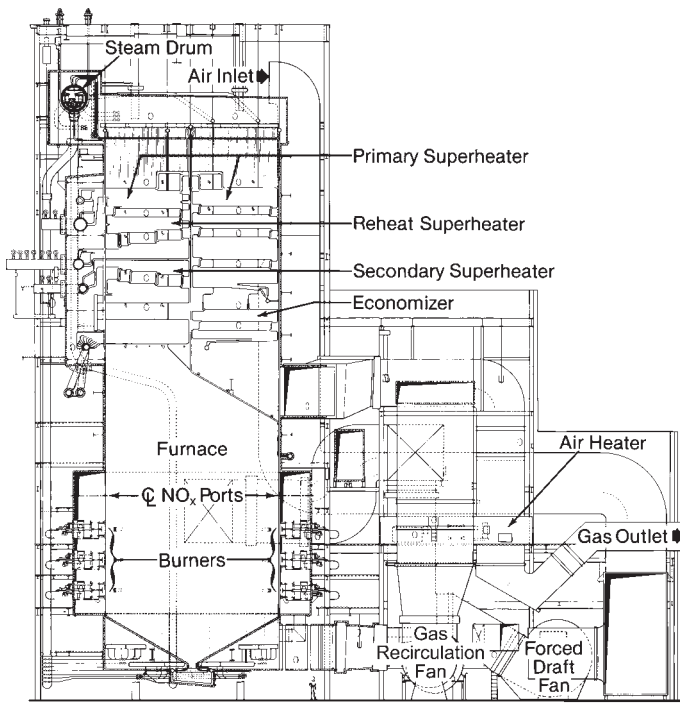 Steam Drum
Air Inlet
Primary Superheater
Reheat Superheater
Secondary Superheater
Economizer
Furnace
Air Heater
℄ NOx Ports
Gas Outlet
Burners
Gas
Recirculation
Fan
Forced
Draft
Fan